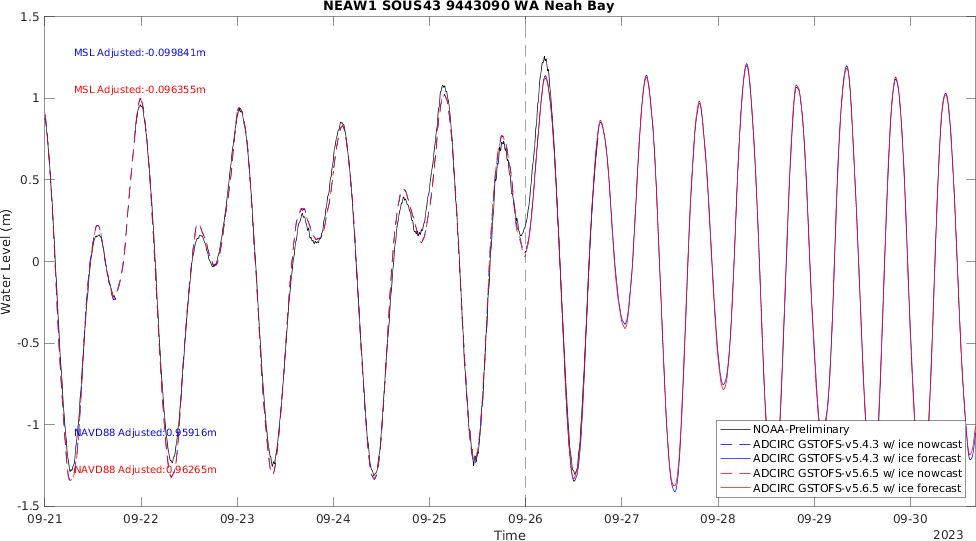 NEAW1 SOUS43 9443090 WA Neah Bay
1.5
1
0.5
0
-0.5
-1
-1.5
Water Level (m)
MSL Adjusted:-0.099841m
MSL Adjusted:-0.096355m
NAVD88 Adjusted:0.95916m
NAVD88 Adjusted:0.96265m
NOAA-Preliminary
ADCIRC GSTOFS-v5.4.3 w/ ice nowcast
ADCIRC GSTOFS-v5.4.3 w/ ice forecast
ADCIRC GSTOFS-v5.6.5 w/ ice nowcast
ADCIRC GSTOFS-v5.6.5 w/ ice forecast
09-21 09-22 09-23 09-24 09-25 09-26 09-27 09-28 09-29 09-30
Time
2023